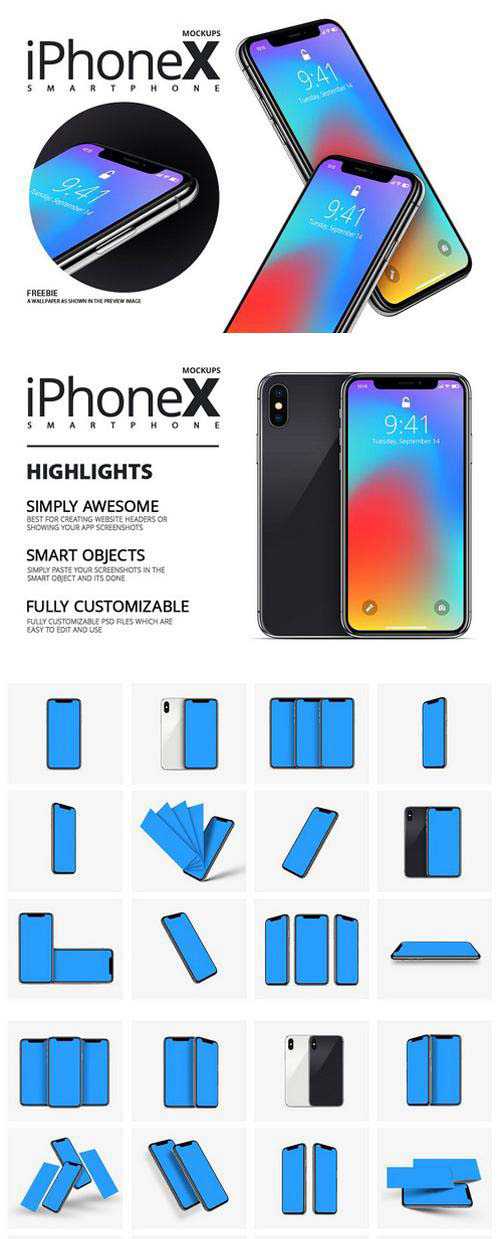 MOCKUPS
iPhoneX
SMARTPHONE
9:41
Tuesday, September 14
9:41
Tuesday, September 14
9:41
Tuesday, September 14
FREEBIE
A WALLPAPER AS SHOWN IN THE PREVIEW IMAGE
MOCKUPS
iPhoneX
SMARTPHONE
HIGHLIGHTS
SIMPLY AWESOME
BEST FOR CREATING WEBSITE HEADERS OR
SHOWING YOUR APP SCREENSHOTS
SMART OBJECTS
SIMPLY PASTE YOUR SCREENSHOTS IN THE
SMART OBJECT AND ITS DONE
FULLY CUSTOMIZABLE
FULLY CUSTOMIZABLE PSD FILES WHICH ARE
EASY TO EDIT AND USE
9:41
Tuesday, September 14